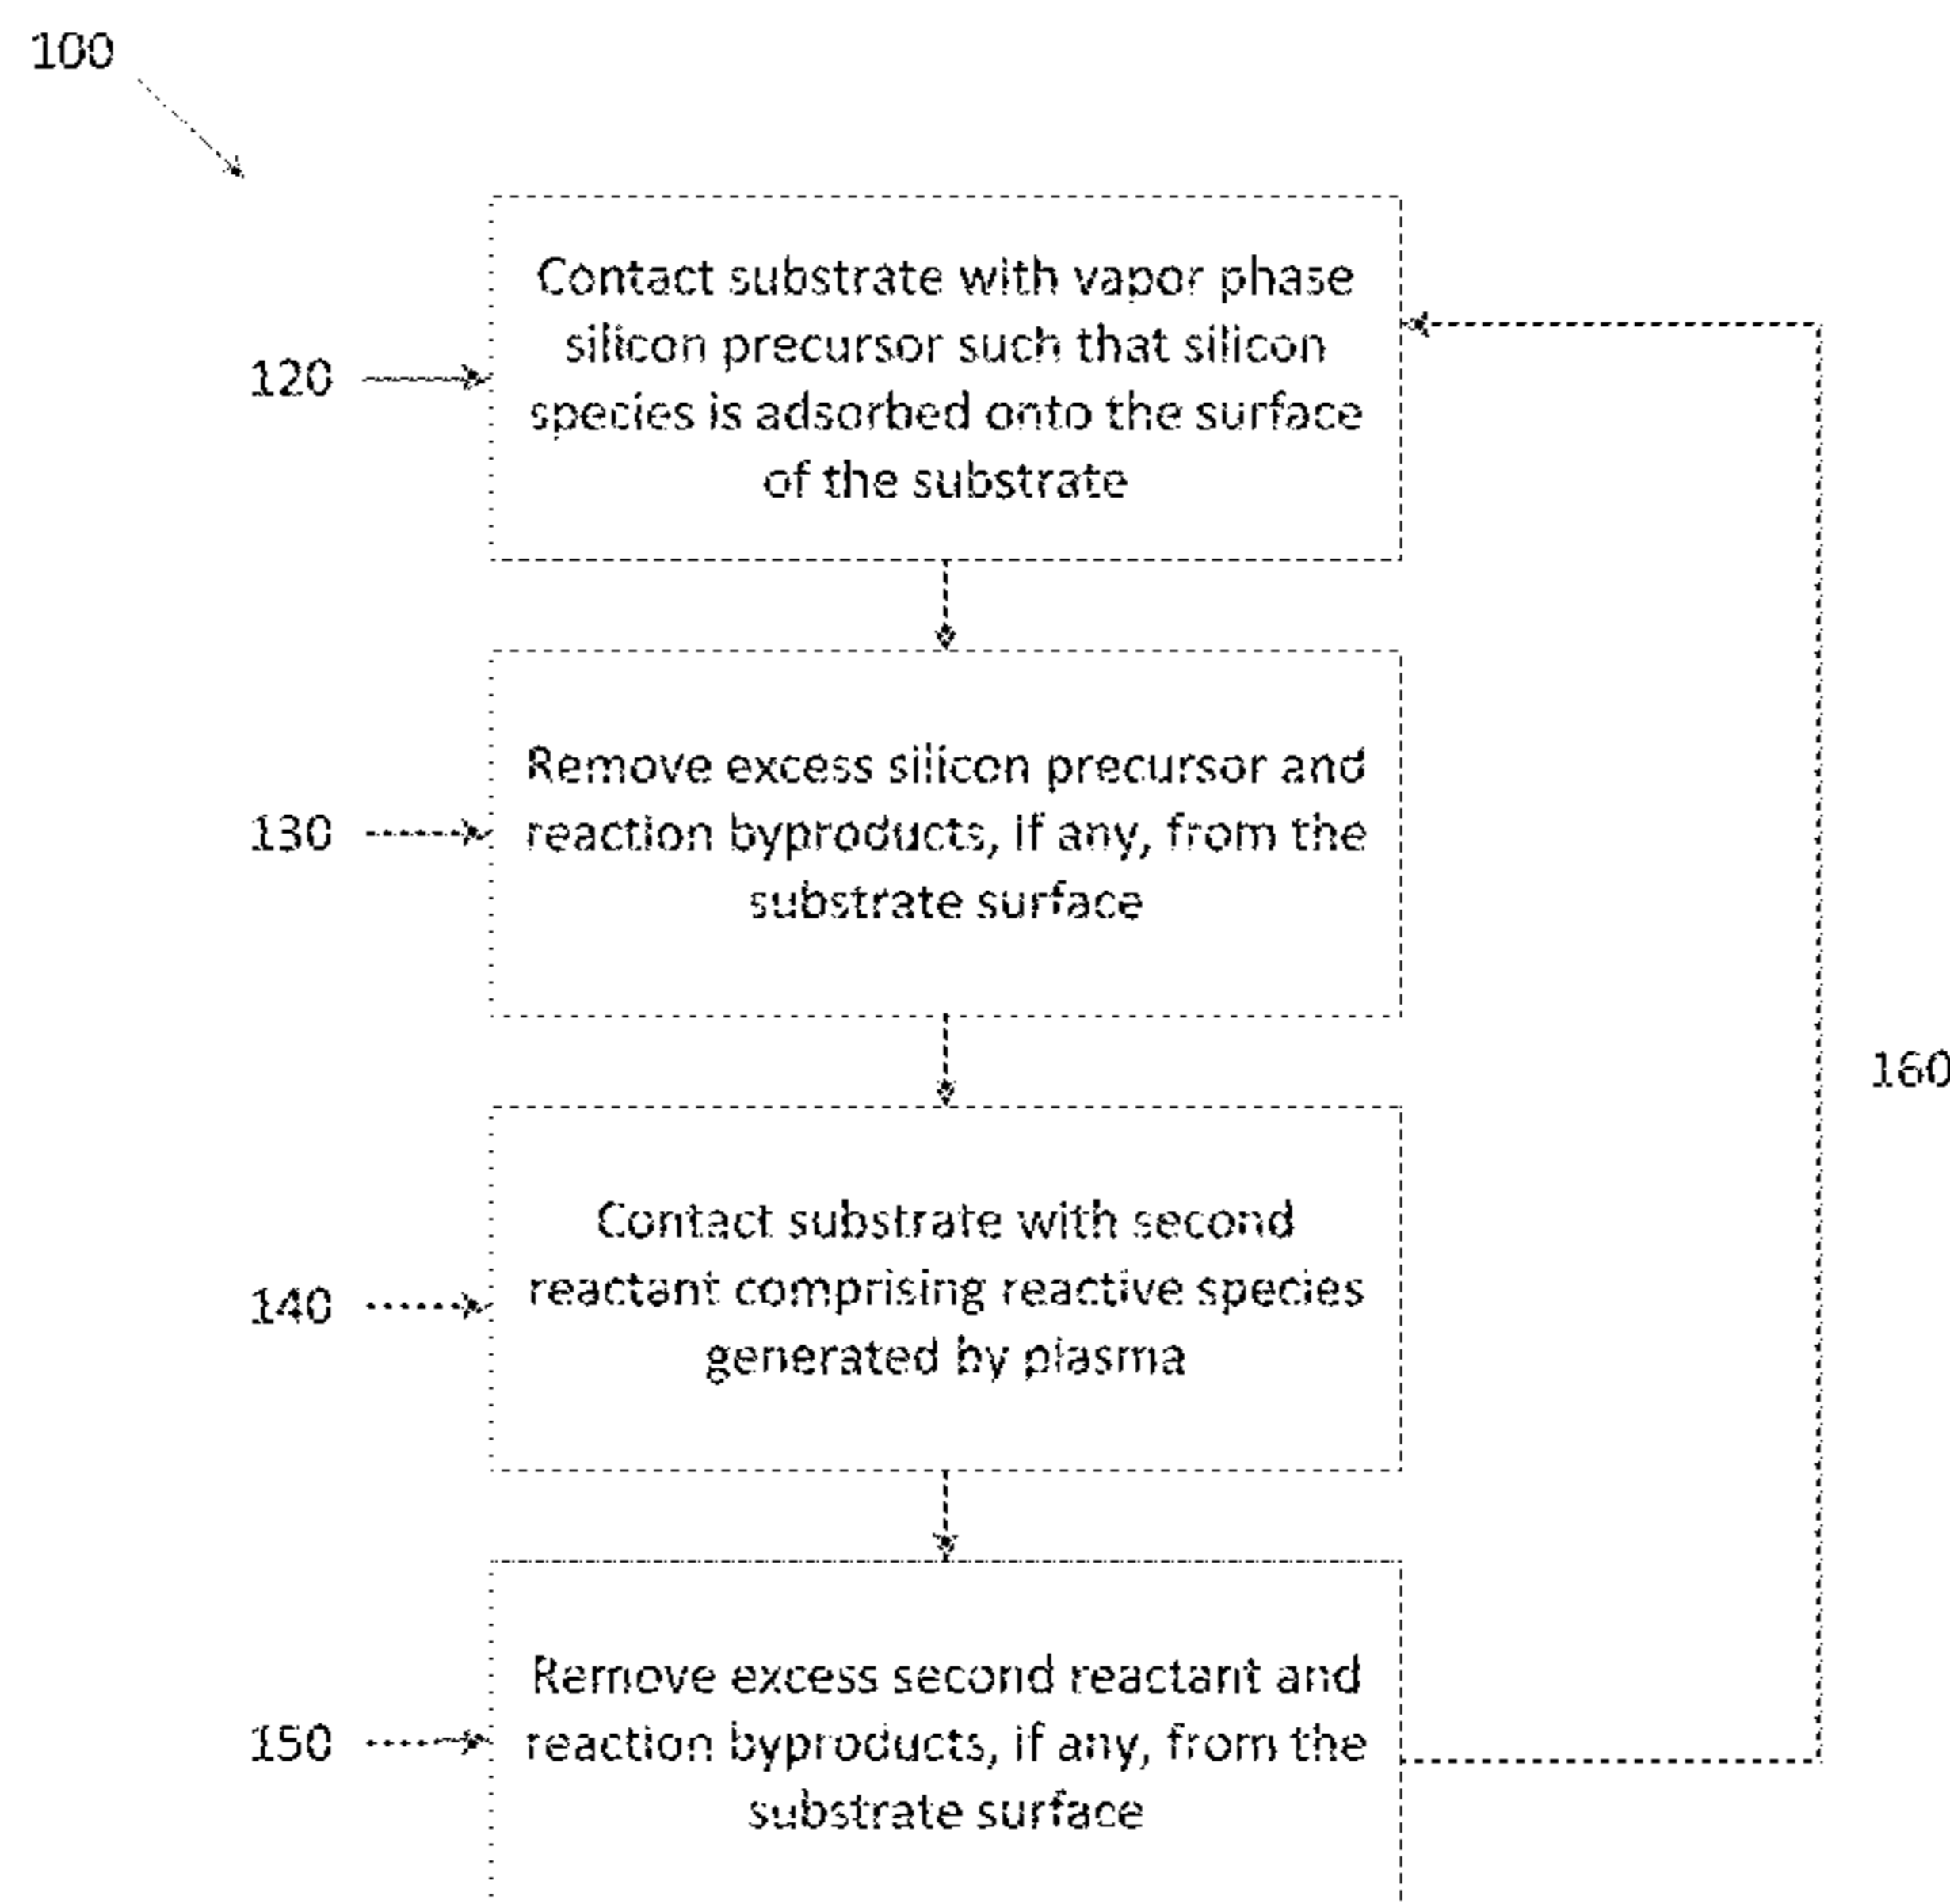 100
120
Contact substrate with vapor phase
silicon precursor such that silicon
species is adsorbed onto the surface
of the substrate
130
Remove excess silicon precursor and
reaction byproducts, if any, from the
substrate surface
160
140
Contact substrate with second
reactant comprising reactive species
generated by plasma
150
Remove excess second reactant and
reaction byproducts, if any, from the
substrate surface